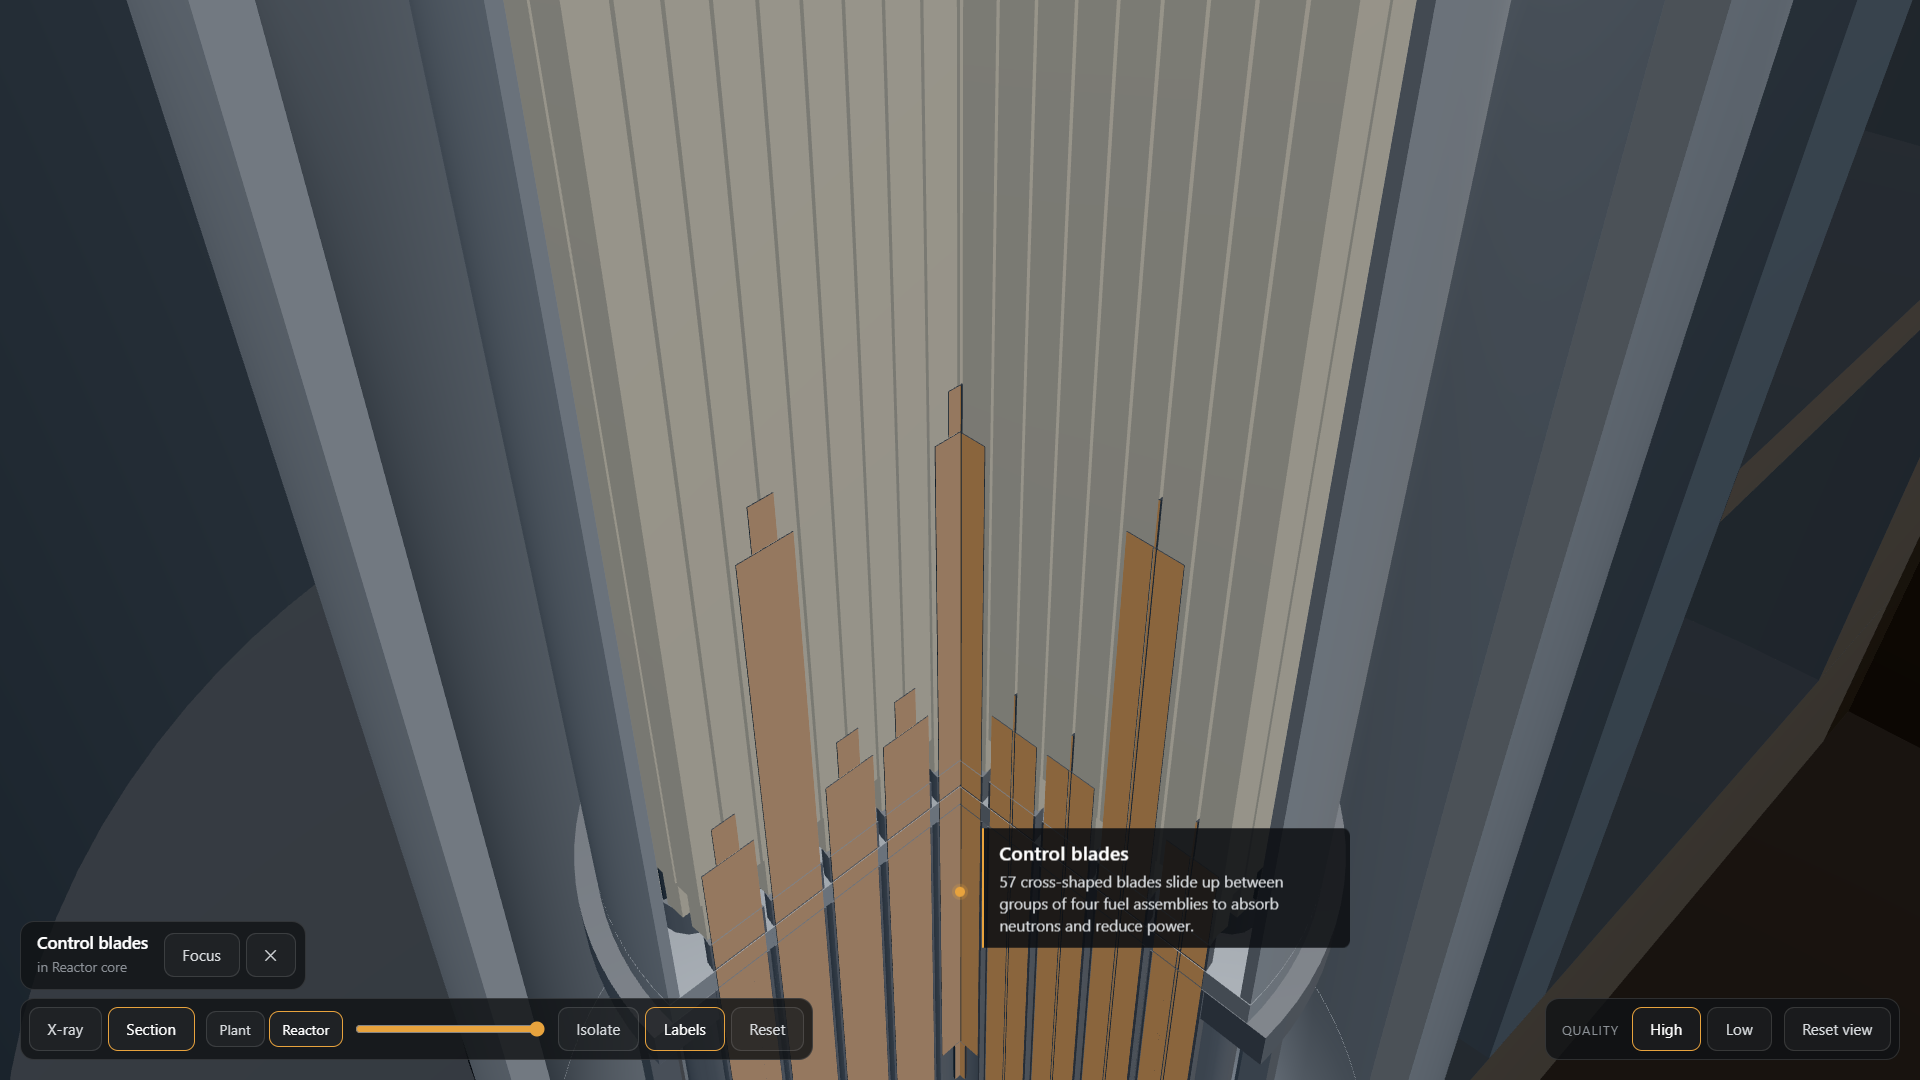 Control blades
57 cross-shaped blades slide up between
groups of four fuel assemblies to absorb
neutrons and reduce power.
Control blades
in Reactor core
Focus
X-ray
Section
Plant
Reactor
Isolate
Labels
Reset
QUALITY
High
Low
Reset view